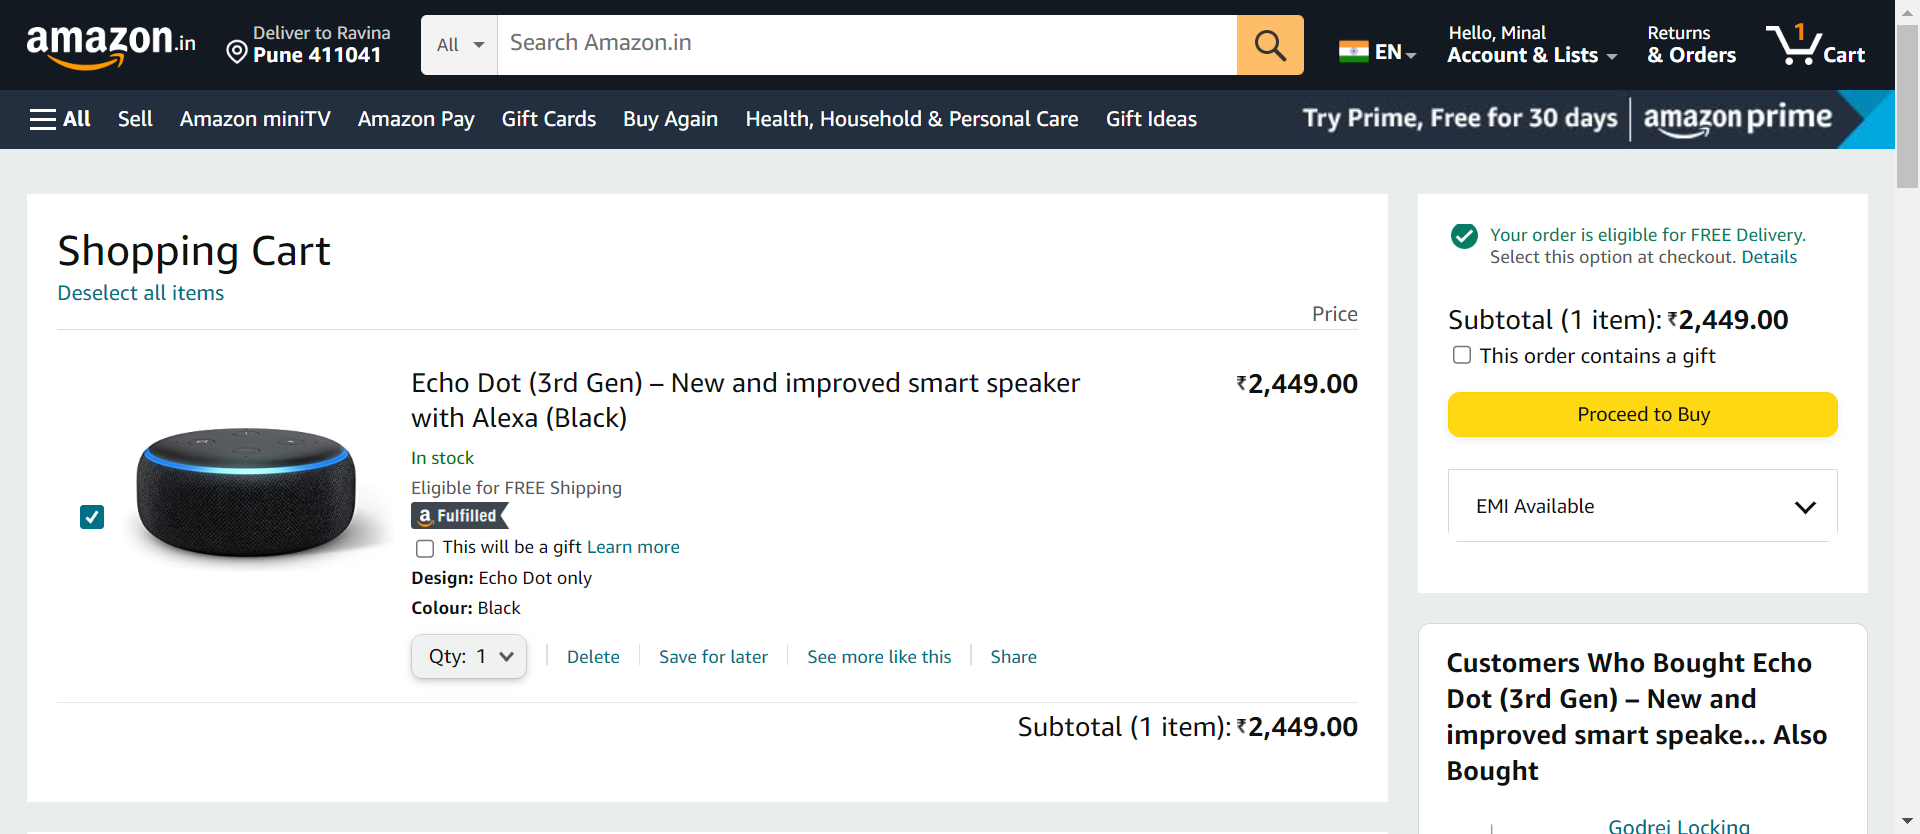 amazon.in
Deliver to Ravina
Pune 411041
All
Search Amazon.in
EN
Hello, Minal
Account & Lists
Returns
& Orders
1
Cart
All
Sell
Amazon miniTV
Amazon Pay
Gift Cards
Buy Again
Health, Household & Personal Care
Gift Ideas
Try Prime, Free for 30 days
amazon prime
Shopping Cart
Deselect all items
Price
Echo Dot (3rd Gen) – New and improved smart speaker
with Alexa (Black)
₹2,449.00
In stock
Eligible for FREE Shipping
a Fulfilled
This will be a gift Learn more
Design: Echo Dot only
Colour: Black
Qty: 1
Delete
Save for later
See more like this
Share
Subtotal (1 item): ₹2,449.00
Your order is eligible for FREE Delivery.
Select this option at checkout. Details
Subtotal (1 item): ₹2,449.00
This order contains a gift
Proceed to Buy
EMI Available
Customers Who Bought Echo
Dot (3rd Gen) – New and
improved smart speake... Also
Bought
Godrej Locking